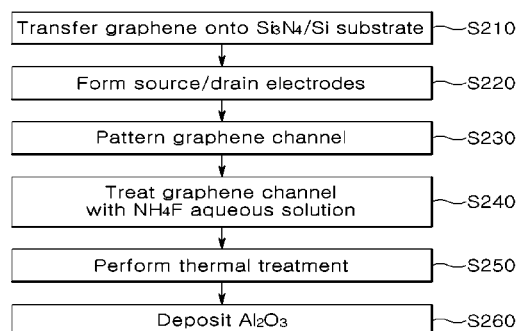 Transfer graphene onto Si₃N₄/Si substrate S210
Form source/drain electrodes S220
Pattern graphene channel S230
Treat graphene channel
with NH₄F aqueous solution S240
Perform thermal treatment S250
Deposit Al₂O₃ S260